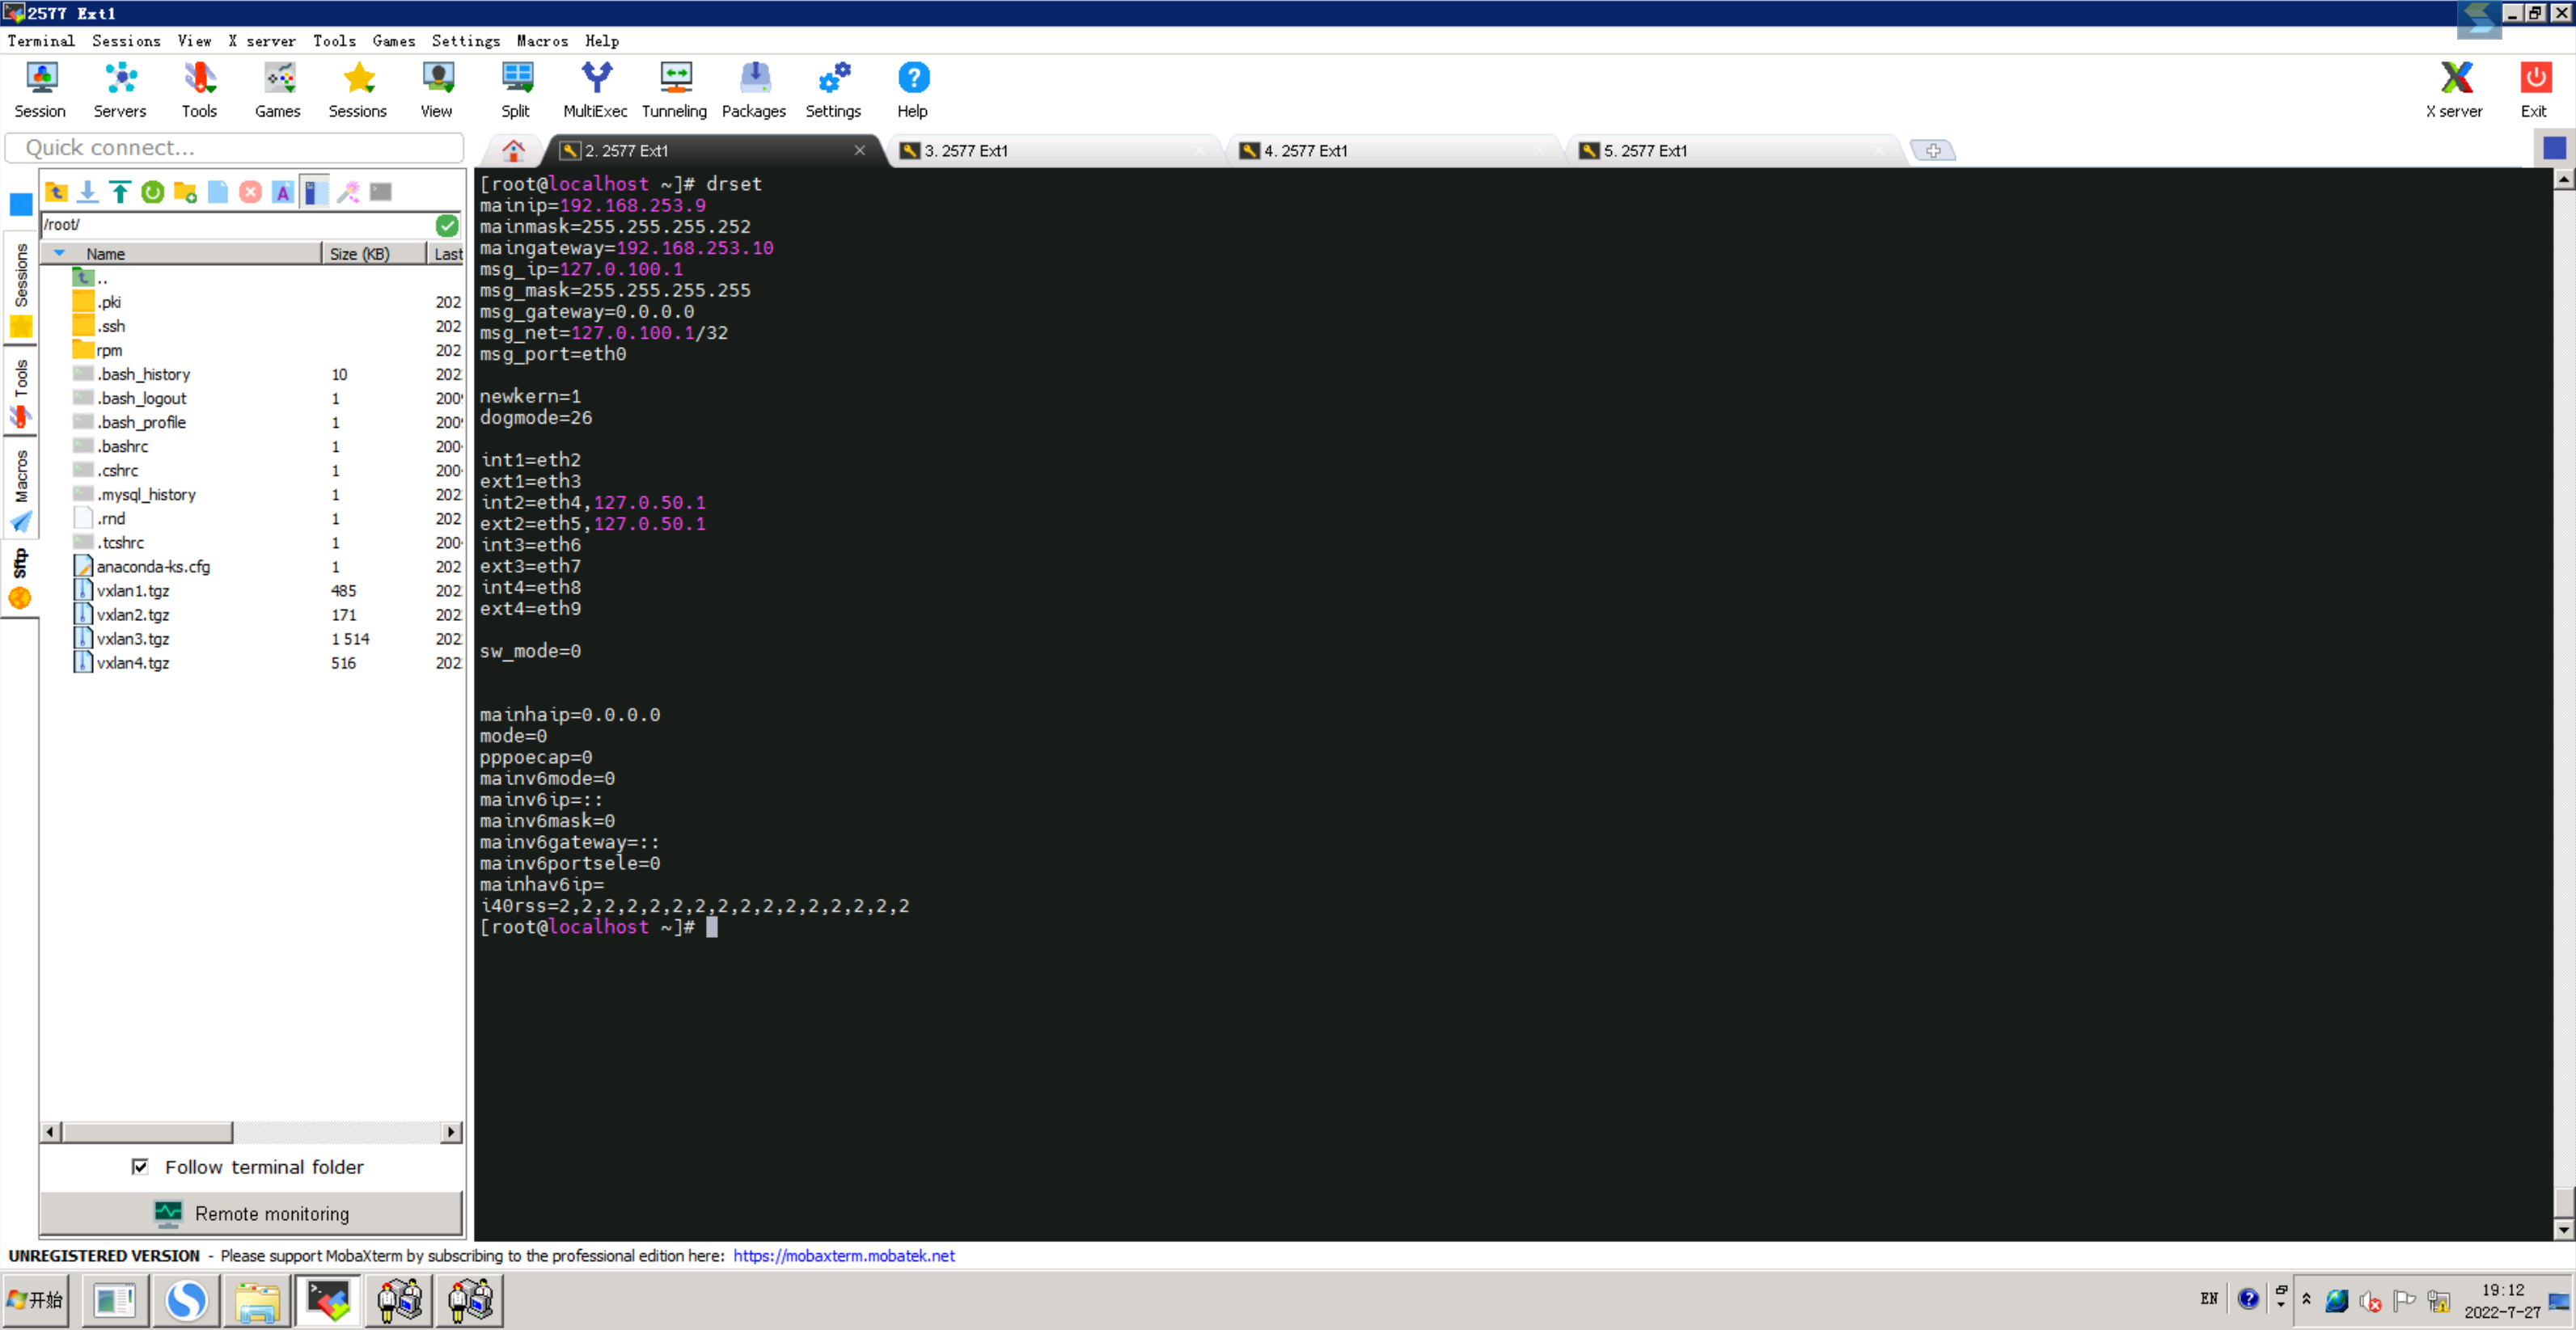 2577 Ext1
Terminal Sessions View X server Tools Games Settings Macros Help
Session Servers Tools Games Sessions View Split MultiExec Tunneling Packages Settings Help X server Exit
Quick connect...
2. 2577 Ext1
3. 2577 Ext1
4. 2577 Ext1
5. 2577 Ext1
Sessions
Tools
Macros
Sftp
/root/
Name Size (KB) Last
..
.pki 202
.ssh 202
rpm 202
.bash_history 10 202
.bash_logout 1 200
.bash_profile 1 200
.bashrc 1 200
.cshrc 1 200
.mysql_history 1 202
.rnd 1 202
.tcshrc 1 200
anaconda-ks.cfg 1 202
vxlan1.tgz 485 202
vxlan2.tgz 171 202
vxlan3.tgz 1 514 202
vxlan4.tgz 516 202
Follow terminal folder
Remote monitoring
[root@localhost ~]# drset
mainip=192.168.253.9
mainmask=255.255.255.252
maingateway=192.168.253.10
msg_ip=127.0.100.1
msg_mask=255.255.255.255
msg_gateway=0.0.0.0
msg_net=127.0.100.1/32
msg_port=eth0
newkern=1
dogmode=26
int1=eth2
ext1=eth3
int2=eth4,127.0.50.1
ext2=eth5,127.0.50.1
int3=eth6
ext3=eth7
int4=eth8
ext4=eth9
sw_mode=0
mainhaip=0.0.0.0
mode=0
pppoecap=0
mainv6mode=0
mainv6ip=::
mainv6mask=0
mainv6gateway=::
mainv6portsele=0
mainhav6ip=
i40rss=2,2,2,2,2,2,2,2,2,2,2,2,2,2,2,2
[root@localhost ~]#
UNREGISTERED VERSION - Please support MobaXterm by subscribing to the professional edition here: https://mobaxterm.mobatek.net
开始
EN
19:12
2022-7-27